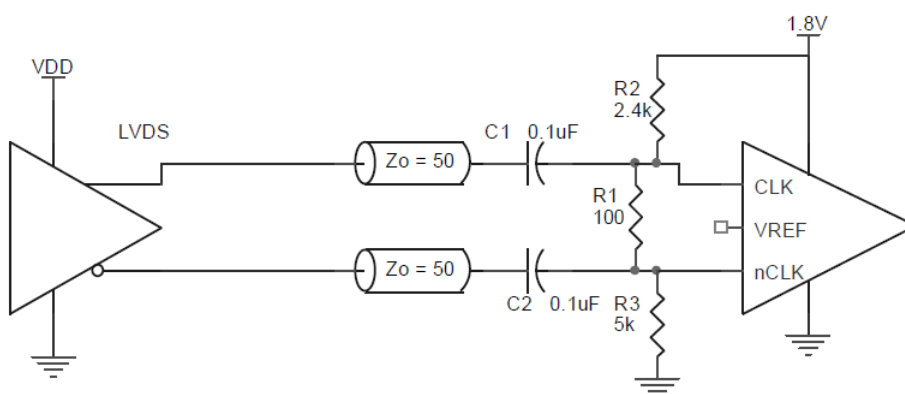 1.8V
VDD
R2
2.4k
LVDS
C1 0.1uF
Zo = 50
CLK
R1
100
VREF
Zo = 50
nCLK
C2 0.1uF
R3
5k